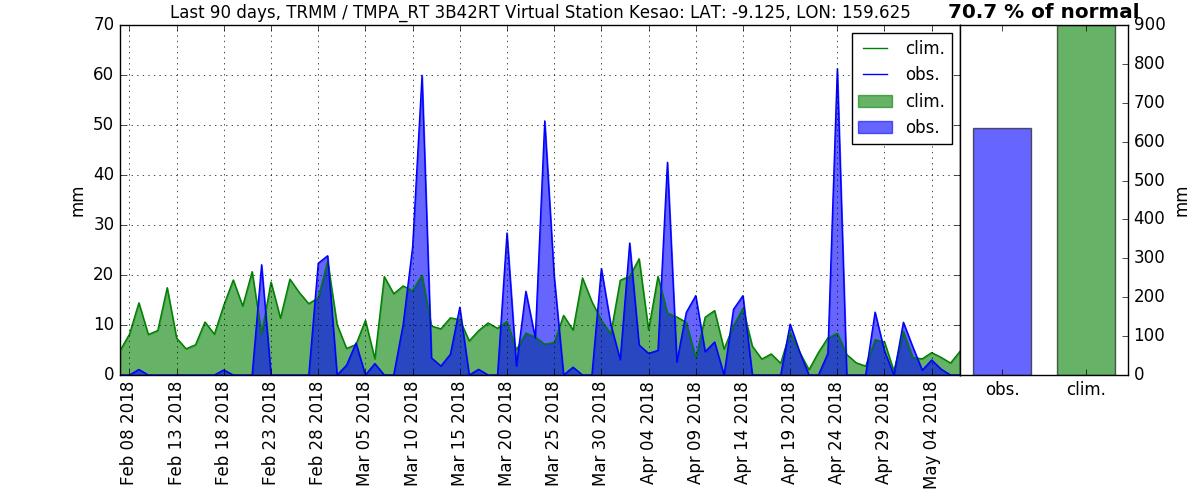 Last 90 days, TRMM / TMPA_RT 3B42RT Virtual Station Kesao: LAT: -9.125, LON: 159.625
70.7 % of normal
70
60
50
40
30
20
10
0
mm
clim.
obs.
clim.
obs.
900
800
700
600
500
400
300
200
100
0
mm
obs.
clim.
Feb 08 2018
Feb 13 2018
Feb 18 2018
Feb 23 2018
Feb 28 2018
Mar 05 2018
Mar 10 2018
Mar 15 2018
Mar 20 2018
Mar 25 2018
Mar 30 2018
Apr 04 2018
Apr 09 2018
Apr 14 2018
Apr 19 2018
Apr 24 2018
Apr 29 2018
May 04 2018